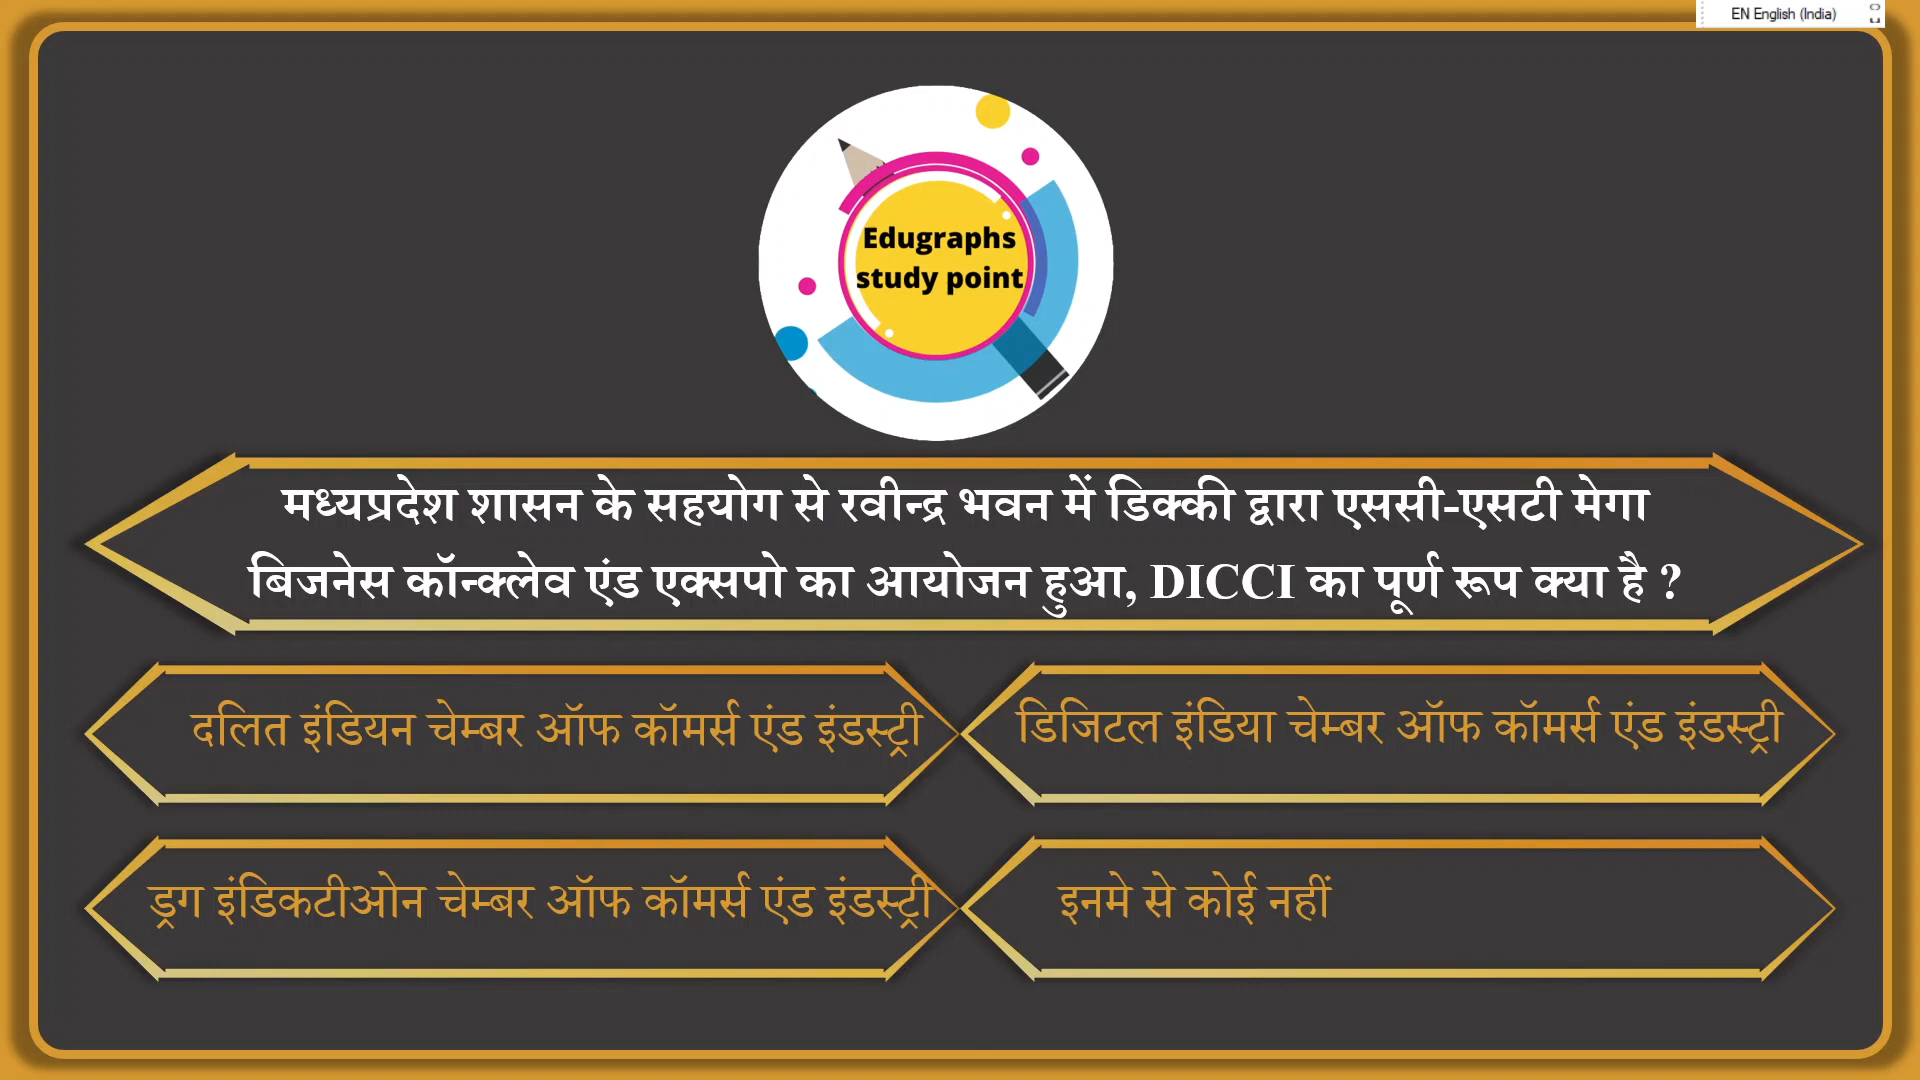 EN English (India)
Edugraphs
study point
मध्यप्रदेश शासन के सहयोग से रवीन्द्र भवन में डिक्की द्वारा एससी-एसटी मेगा
बिजनेस कॉन्क्लेव एंड एक्सपो का आयोजन हुआ, DICCI का पूर्ण रूप क्या है ?
दलित इंडियन चेम्बर ऑफ कॉमर्स एंड इंडस्ट्री
डिजिटल इंडिया चेम्बर ऑफ कॉमर्स एंड इंडस्ट्री
ड्रग इंडिकटीओन चेम्बर ऑफ कॉमर्स एंड इंडस्ट्री
इनमे से कोई नहीं